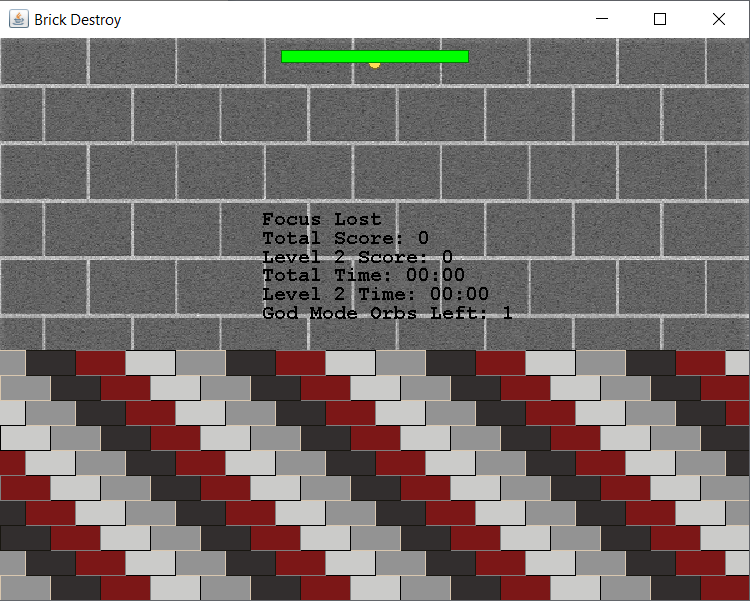 Brick Destroy
Focus Lost
Total Score: 0
Level 2 Score: 0
Total Time: 00:00
Level 2 Time: 00:00
God Mode Orbs Left: 1